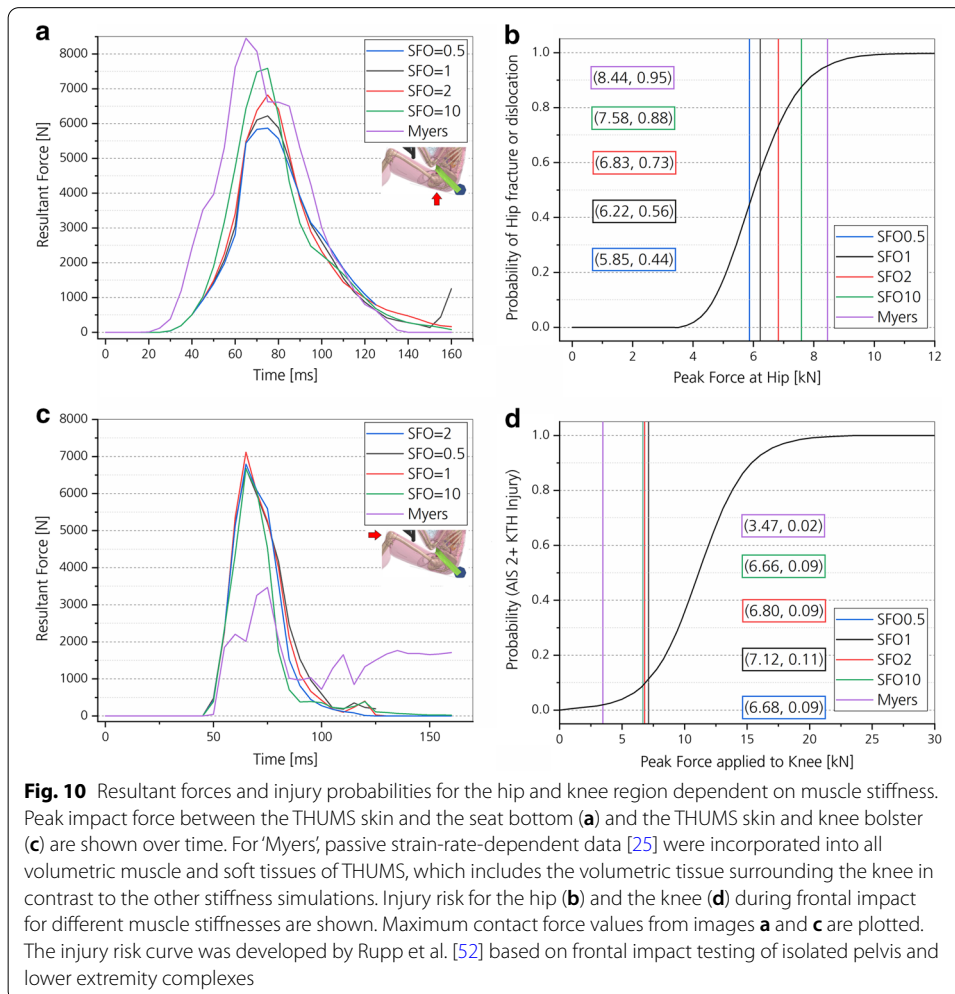 a
8000
7000
6000
5000
4000
3000
2000
1000
0
Resultant Force [N]
0 20 40 60 80 100 120 140 160
Time [ms]
SFO=0.5
SFO=1
SFO=2
SFO=10
Myers
b
1.0
0.8
0.6
0.4
0.2
0.0
Probability of Hip fracture or dislocation
(8.44, 0.95)
(7.58, 0.88)
(6.83, 0.73)
(6.22, 0.56)
(5.85, 0.44)
SFO0.5
SFO1
SFO2
SFO10
Myers
0 2 4 6 8 10 12
Peak Force at Hip [kN]
c
8000
7000
6000
5000
4000
3000
2000
1000
0
Resultant Force [N]
0 50 100 150
Time [ms]
SFO=2
SFO=0.5
SFO=1
SFO=10
Myers
d
1.0
0.8
0.6
0.4
0.2
0.0
Probability (AIS 2+ KTH Injury)
(3.47, 0.02)
(6.66, 0.09)
(6.80, 0.09)
(7.12, 0.11)
(6.68, 0.09)
SFO0.5
SFO1
SFO2
SFO10
Myers
0 5 10 15 20 25 30
Peak Force applied to Knee [kN]
Fig. 10 Resultant forces and injury probabilities for the hip and knee region dependent on muscle stiffness.
Peak impact force between the THUMS skin and the seat bottom (a) and the THUMS skin and knee bolster
(c) are shown over time. For ‘Myers’, passive strain-rate-dependent data [25] were incorporated into all
volumetric muscle and soft tissues of THUMS, which includes the volumetric tissue surrounding the knee in
contrast to the other stiffness simulations. Injury risk for the hip (b) and the knee (d) during frontal impact
for different muscle stiffnesses are shown. Maximum contact force values from images a and c are plotted.
The injury risk curve was developed by Rupp et al. [52] based on frontal impact testing of isolated pelvis and
lower extremity complexes